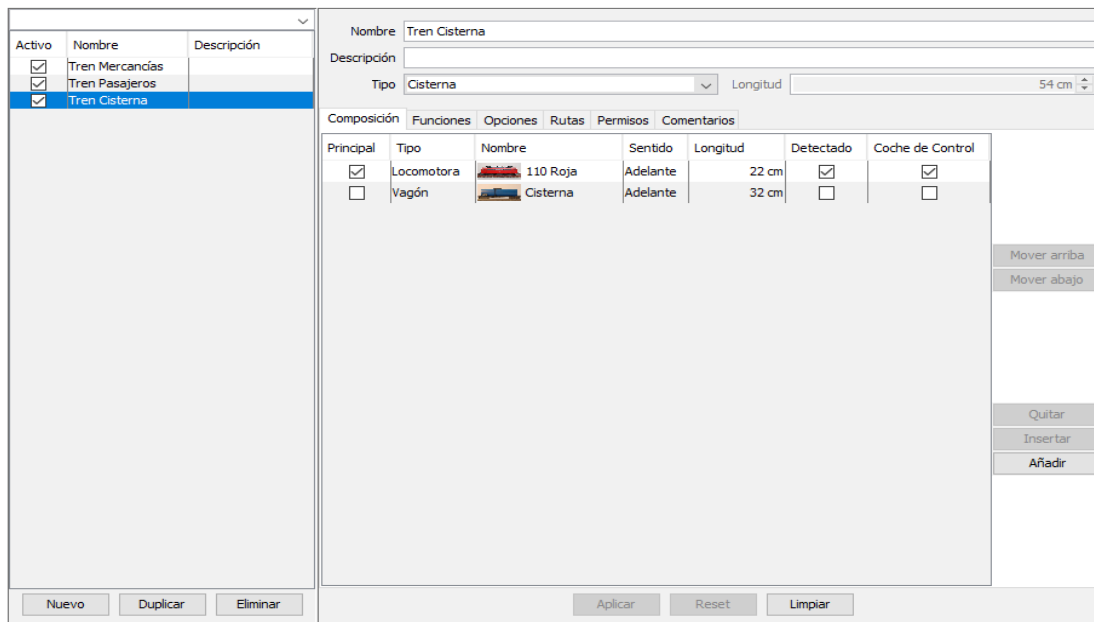 Activo Nombre Descripción
Tren Mercancías
Tren Pasajeros
Tren Cisterna
Nuevo Duplicar Eliminar
Nombre Tren Cisterna
Descripción
Tipo Cisterna Longitud 54 cm
Composición Funciones Opciones Rutas Permisos Comentarios
Principal Tipo Nombre Sentido Longitud Detectado Coche de Control
Locomotora 110 Roja Adelante 22 cm
Vagón Cisterna Adelante 32 cm
Mover arriba
Mover abajo
Quitar
Insertar
Añadir
Aplicar Reset Limpiar